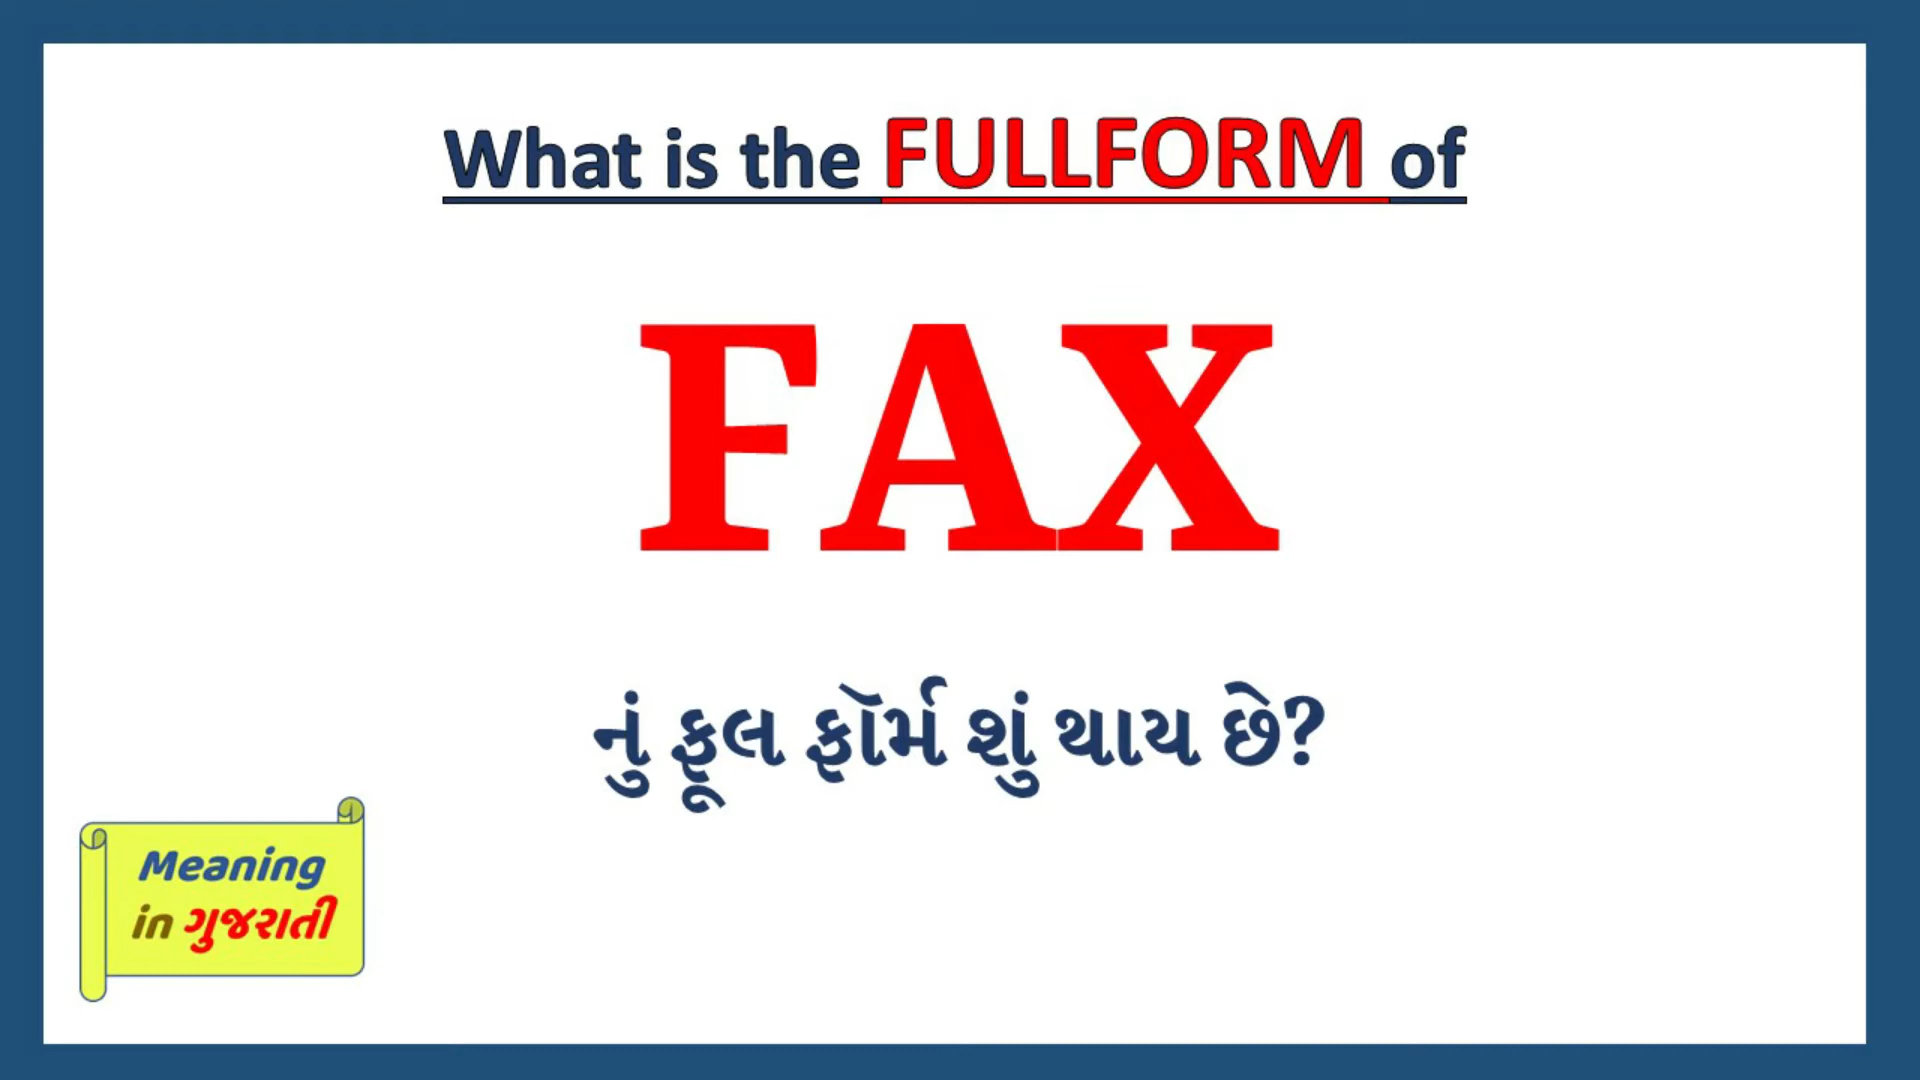 What is the FULLFORM of
FAX
નું ફૂલ ફૉર્મ શું થાય છે?
Meaning
in ગુજરાતી